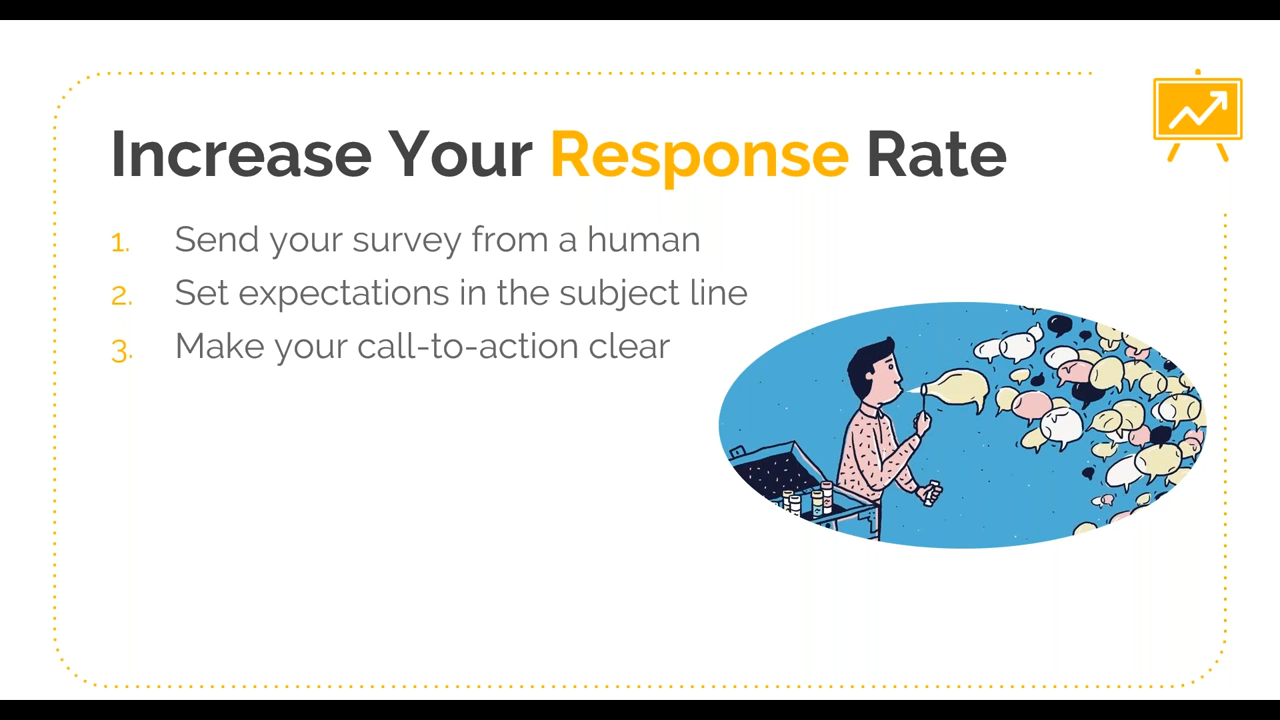 Increase Your Response Rate
1. Send your survey from a human
2. Set expectations in the subject line
3. Make your call-to-action clear